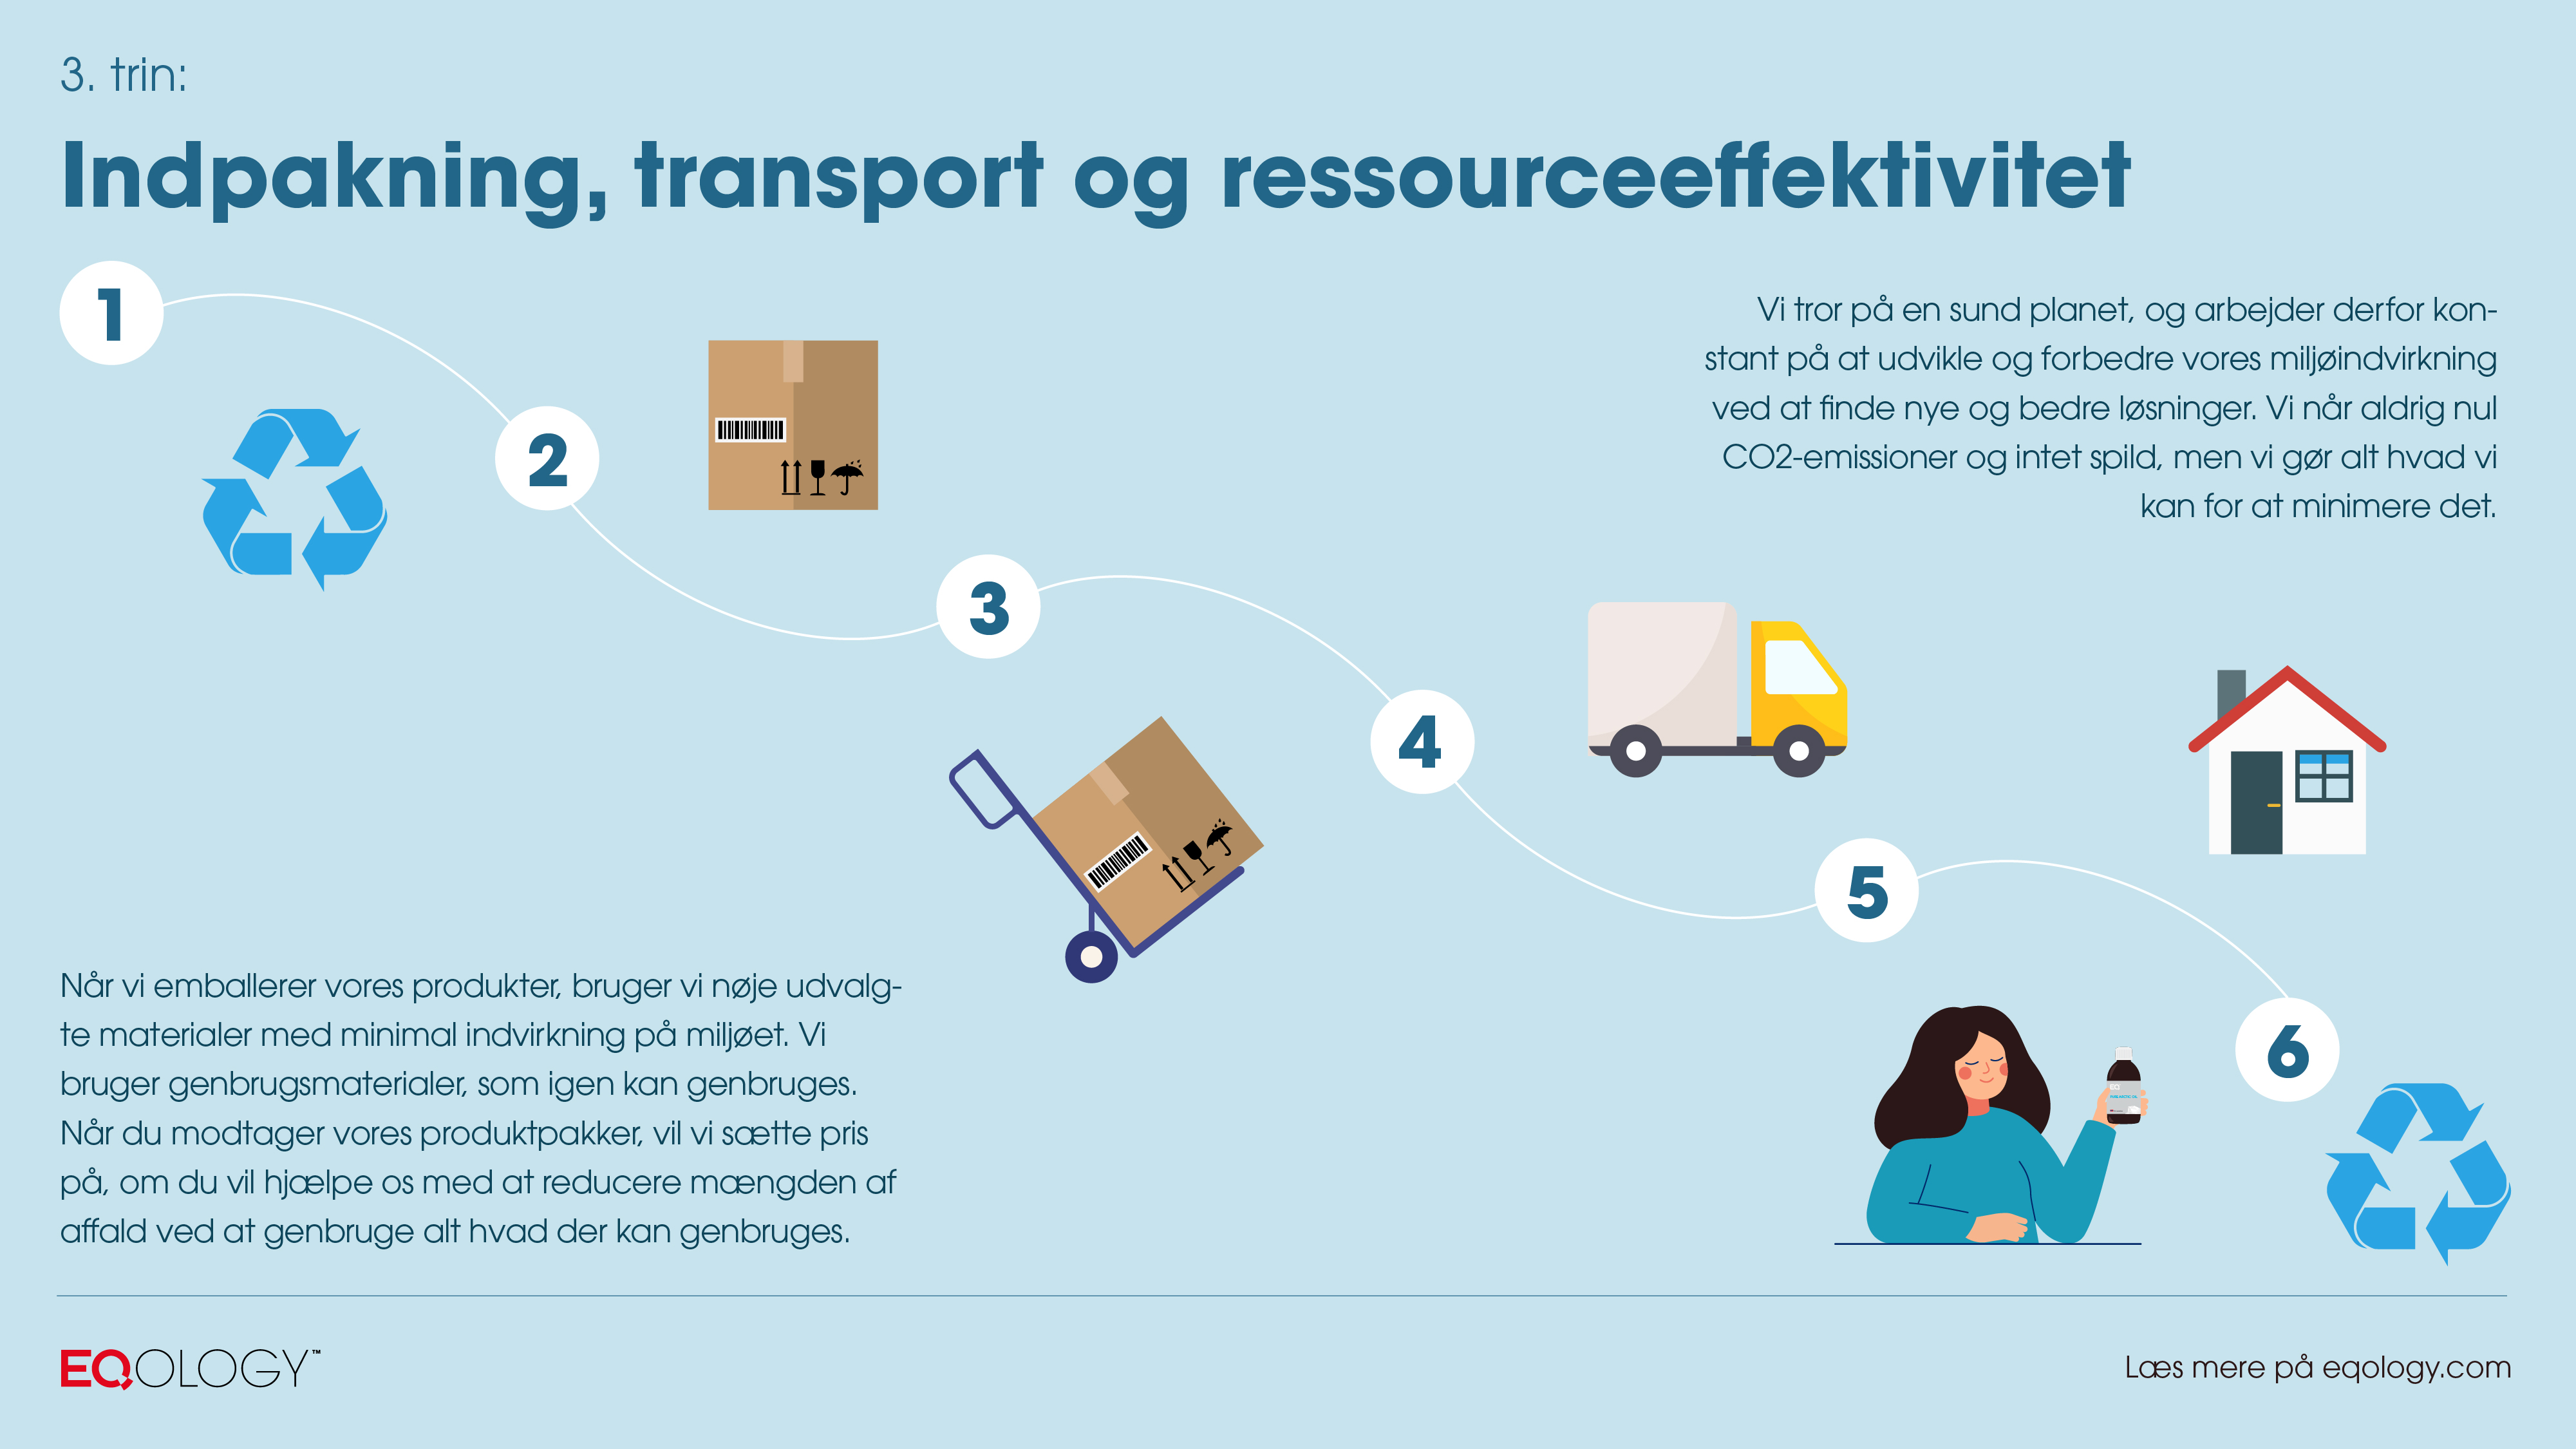 3. trin:
Indpakning, transport og ressourceeffektivitet
1
2
3
4
5
6
Vi tror på en sund planet, og arbejder derfor kon-
stant på at udvikle og forbedre vores miljøindvirkning
ved at finde nye og bedre løsninger. Vi når aldrig nul
CO2-emissioner og intet spild, men vi gør alt hvad vi
kan for at minimere det.
Når vi emballerer vores produkter, bruger vi nøje udvalg-
te materialer med minimal indvirkning på miljøet. Vi
bruger genbrugsmaterialer, som igen kan genbruges.
Når du modtager vores produktpakker, vil vi sætte pris
på, om du vil hjælpe os med at reducere mængden af
affald ved at genbruge alt hvad der kan genbruges.
EQ
EQOLOGY™
Læs mere på eqology.com